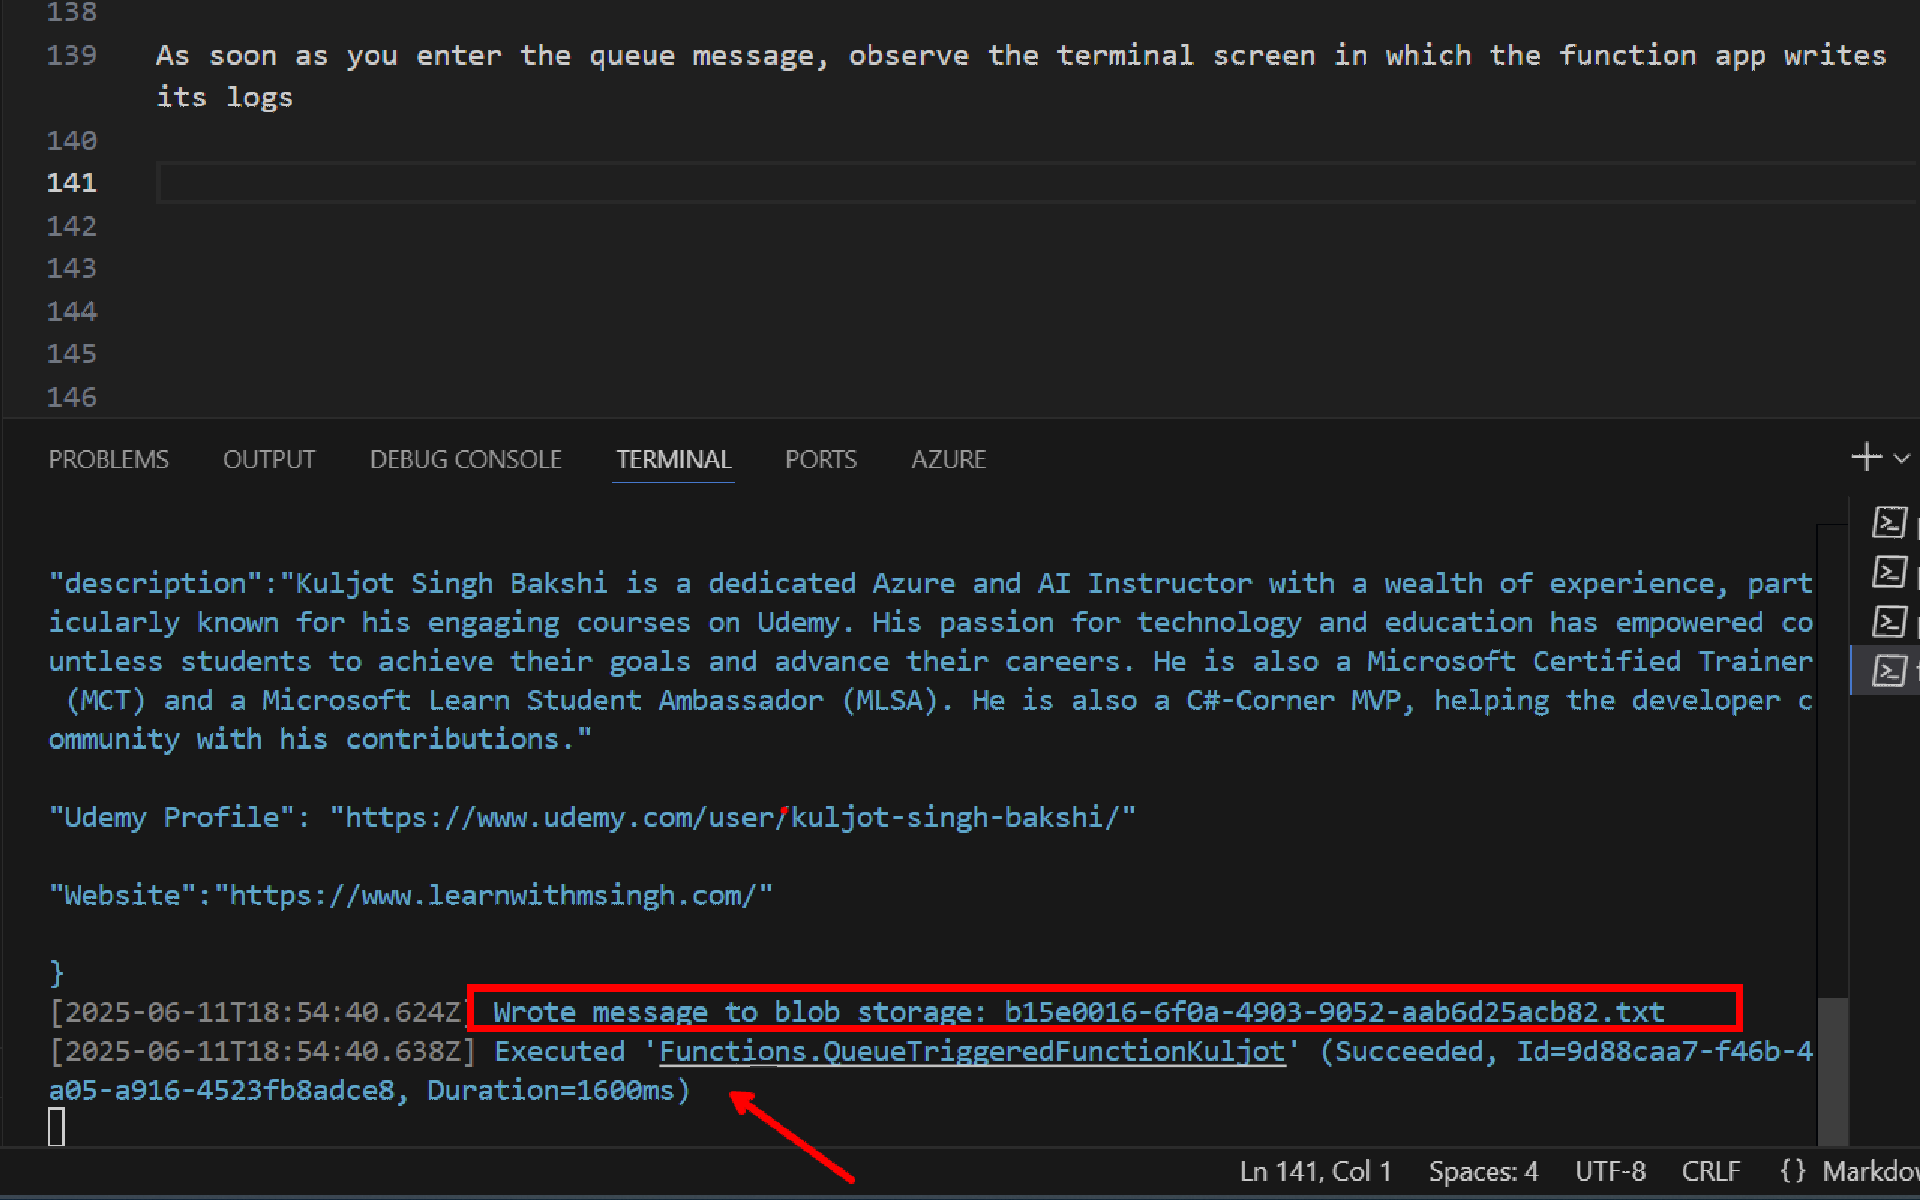 138
139 As soon as you enter the queue message, observe the terminal screen in which the function app writes
its logs
140
141
142
143
144
145
146
PROBLEMS OUTPUT DEBUG CONSOLE TERMINAL PORTS AZURE
"description":"Kuljot Singh Bakshi is a dedicated Azure and AI Instructor with a wealth of experience, part
icularly known for his engaging courses on Udemy. His passion for technology and education has empowered co
untless students to achieve their goals and advance their careers. He is also a Microsoft Certified Trainer
(MCT) and a Microsoft Learn Student Ambassador (MLSA). He is also a C#-Corner MVP, helping the developer c
ommunity with his contributions."
"Udemy Profile": "https://www.udemy.com/user/kuljot-singh-bakshi/"
"Website":"https://www.learnwithmsingh.com/"
}
[2025-06-11T18:54:40.624Z] Wrote message to blob storage: b15e0016-6f0a-4903-9052-aab6d25acb82.txt
[2025-06-11T18:54:40.638Z] Executed 'Functions.QueueTriggeredFunctionKuljot' (Succeeded, Id=9d88caa7-f46b-4
a05-a916-4523fb8adce8, Duration=1600ms)
Ln 141, Col 1 Spaces: 4 UTF-8 CRLF {} Markdow